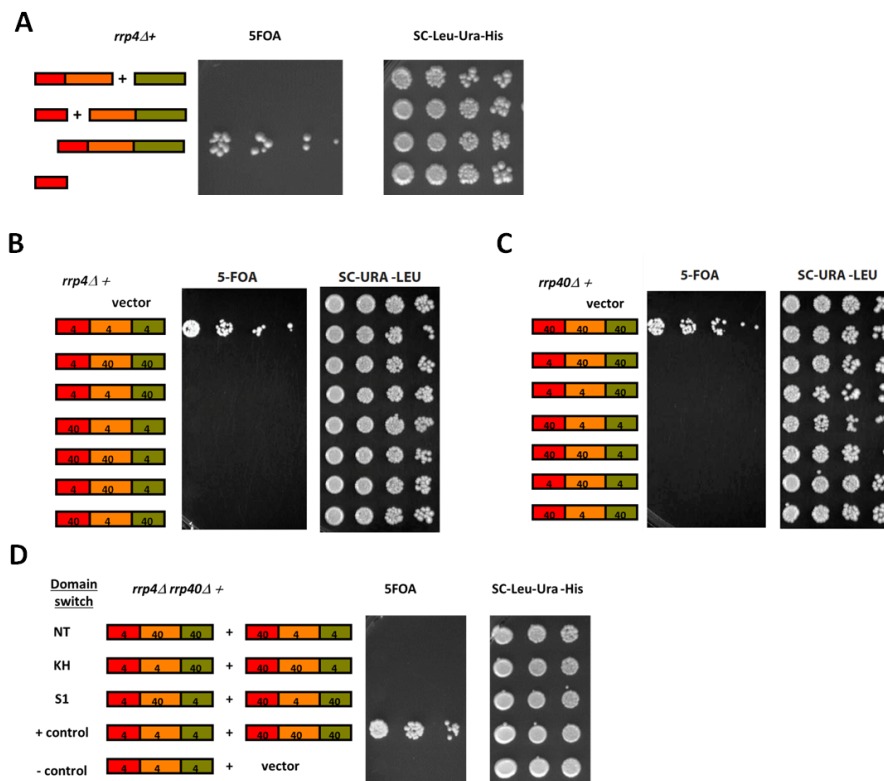 A
rrp4Δ+ 5FOA SC-Leu-Ura-His
+
+
B
rrp4Δ + 5-FOA SC-URA -LEU
vector
4 4 4
4 40 40
4 4 40
40 4 4
40 40 4
4 40 4
40 4 40
C
rrp40Δ + 5-FOA SC-URA -LEU
vector
40 40 40
4 40 40
4 4 40
40 4 4
40 40 4
4 40 4
40 4 40
D
Domain switch
rrp4Δ rrp40Δ + 5FOA SC-Leu-Ura -His
NT 4 40 40 + 40 4 4
KH 4 4 40 + 40 40 4
S1 4 40 4 + 40 4 40
+ control 4 4 4 + 40 40 40
- control 4 4 4 + vector